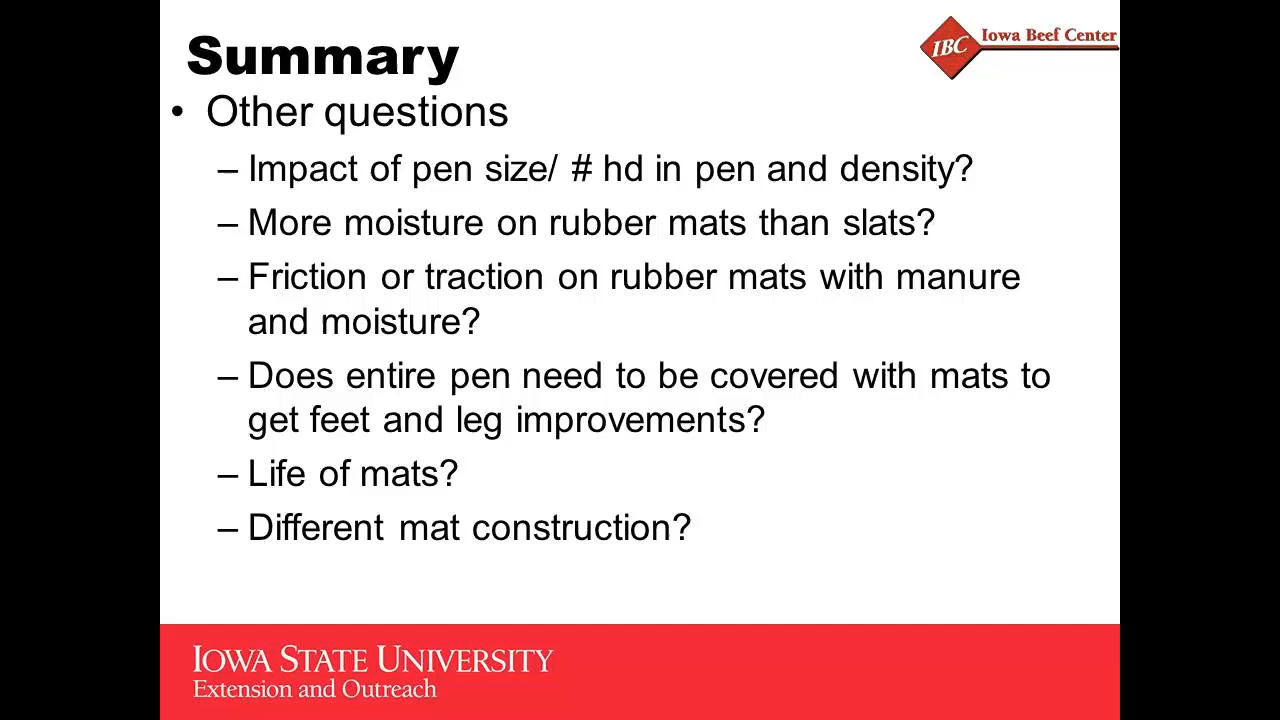 Summary
IBC Iowa Beef Center
• Other questions
– Impact of pen size/ # hd in pen and density?
– More moisture on rubber mats than slats?
– Friction or traction on rubber mats with manure
and moisture?
– Does entire pen need to be covered with mats to
get feet and leg improvements?
– Life of mats?
– Different mat construction?
IOWA STATE UNIVERSITY
Extension and Outreach